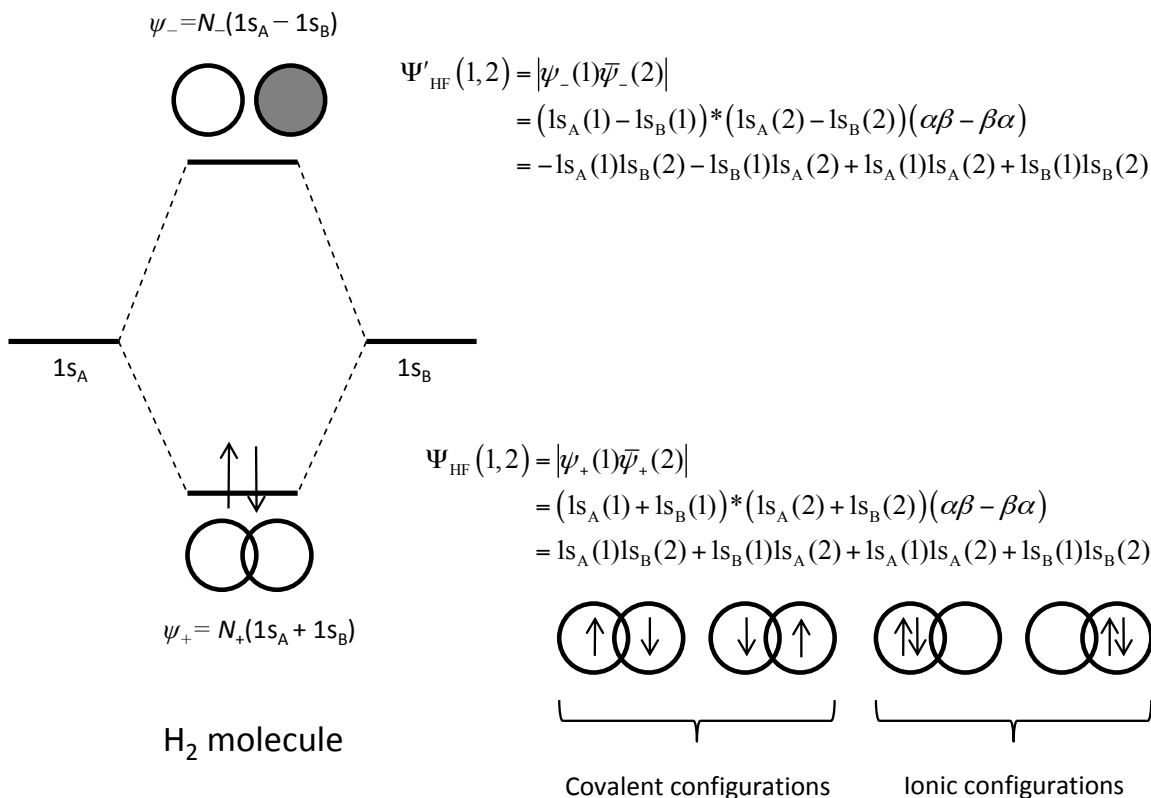 ψ₋=N₋(1s_A − 1s_B)
Ψ′_HF(1,2) = |ψ₋(1)ψ̅₋(2)|
= (1s_A(1) − 1s_B(1))*(1s_A(2) − 1s_B(2))(αβ − βα)
= −1s_A(1)1s_B(2) − 1s_B(1)1s_A(2) + 1s_A(1)1s_A(2) + 1s_B(1)1s_B(2)
1s_A
1s_B
Ψ_HF(1,2) = |ψ₊(1)ψ̅₊(2)|
= (1s_A(1) + 1s_B(1))*(1s_A(2) + 1s_B(2))(αβ − βα)
= 1s_A(1)1s_B(2) + 1s_B(1)1s_A(2) + 1s_A(1)1s_A(2) + 1s_B(1)1s_B(2)
ψ₊= N₊(1s_A + 1s_B)
H₂ molecule
Covalent configurations
Ionic configurations